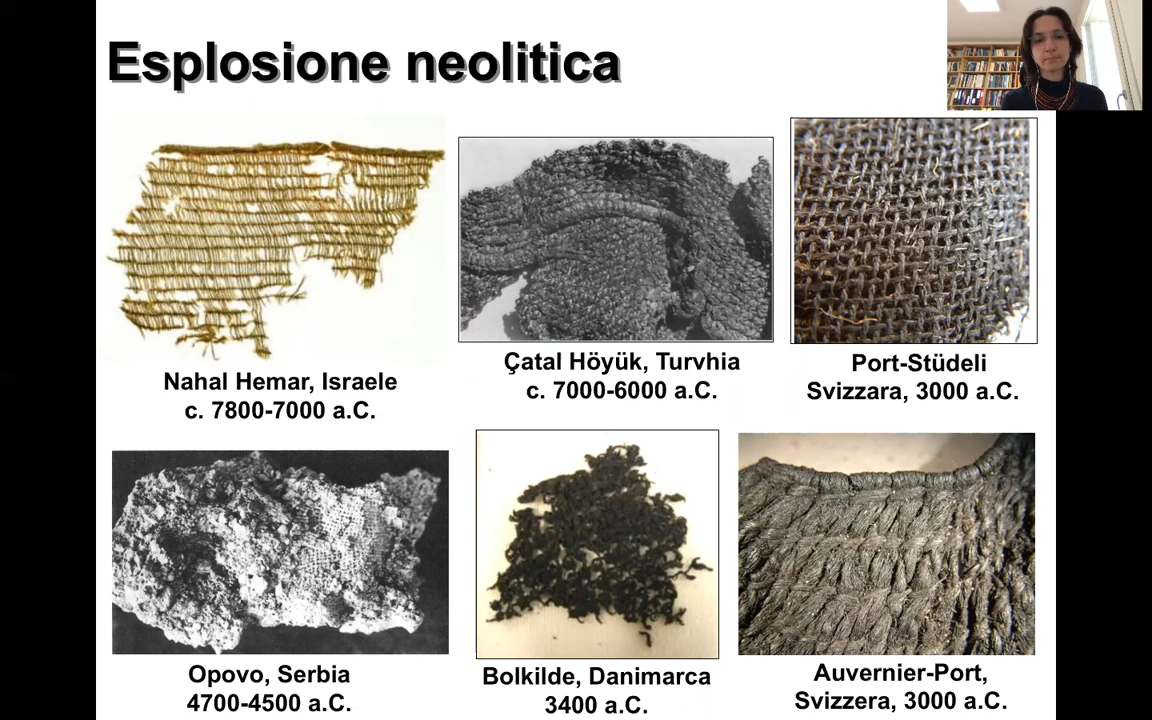 Esplosione neolitica
Nahal Hemar, Israele
c. 7800-7000 a.C.
Çatal Höyük, Turvhia
c. 7000-6000 a.C.
Port-Stüdeli
Svizzara, 3000 a.C.
Opovo, Serbia
4700-4500 a.C.
Bolkilde, Danimarca
3400 a.C.
Auvernier-Port,
Svizzera, 3000 a.C.